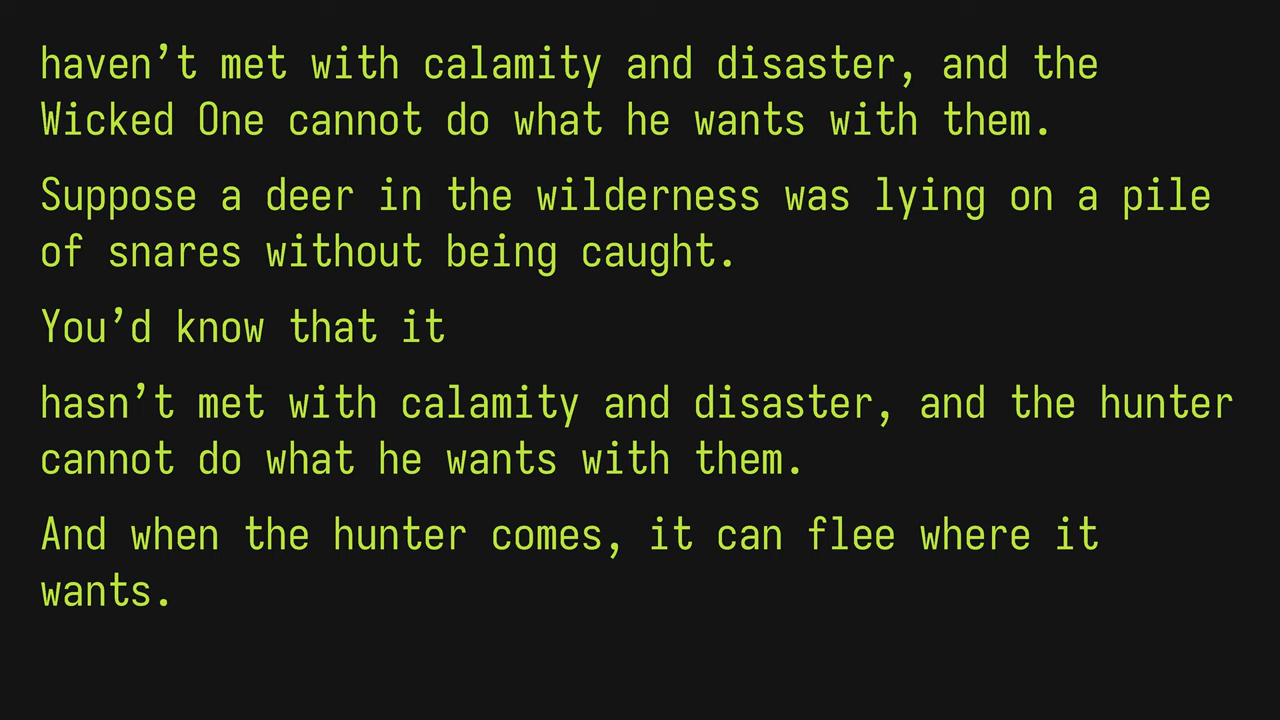 haven’t met with calamity and disaster, and the
Wicked One cannot do what he wants with them.
Suppose a deer in the wilderness was lying on a pile
of snares without being caught.
You’d know that it
hasn’t met with calamity and disaster, and the hunter
cannot do what he wants with them.
And when the hunter comes, it can flee where it
wants.